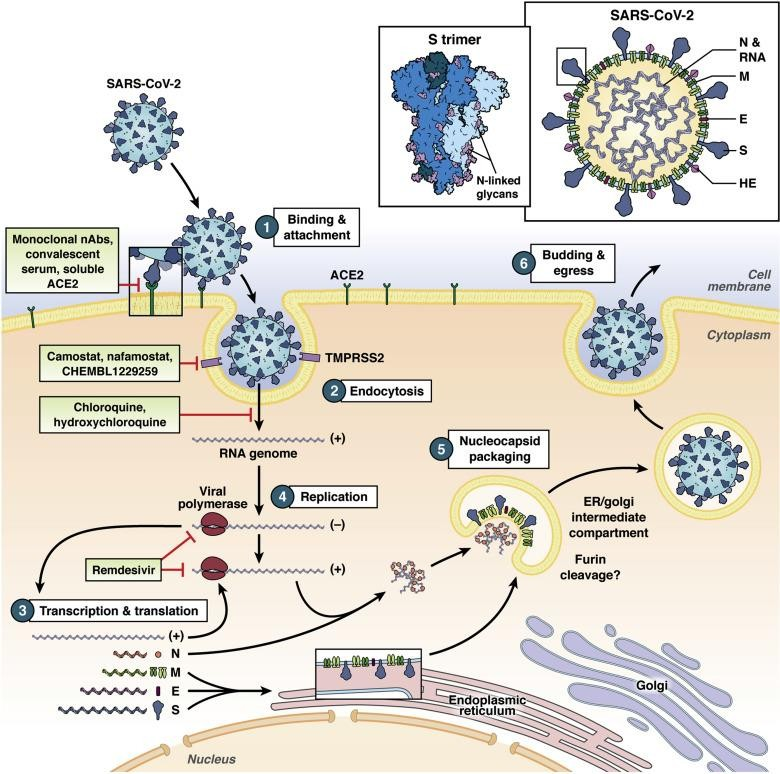 SARS-CoV-2
S trimer
N-linked
glycans
SARS-CoV-2
N &
RNA
M
E
S
HE
1
Binding &
attachment
Monoclonal nAbs,
convalescent
serum, soluble
ACE2
ACE2
6
Budding &
egress
Cell
membrane
Cytoplasm
Camostat, nafamostat,
CHEMBL1229259
TMPRSS2
2
Endocytosis
Chloroquine,
hydroxychloroquine
(+)
RNA genome
5
Nucleocapsid
packaging
4
Replication
Viral
polymerase
(−)
ER/golgi
intermediate
compartment
Remdesivir
(+)
Furin
cleavage?
3
Transcription & translation
(+)
N
M
E
S
Endoplasmic
reticulum
Golgi
Nucleus